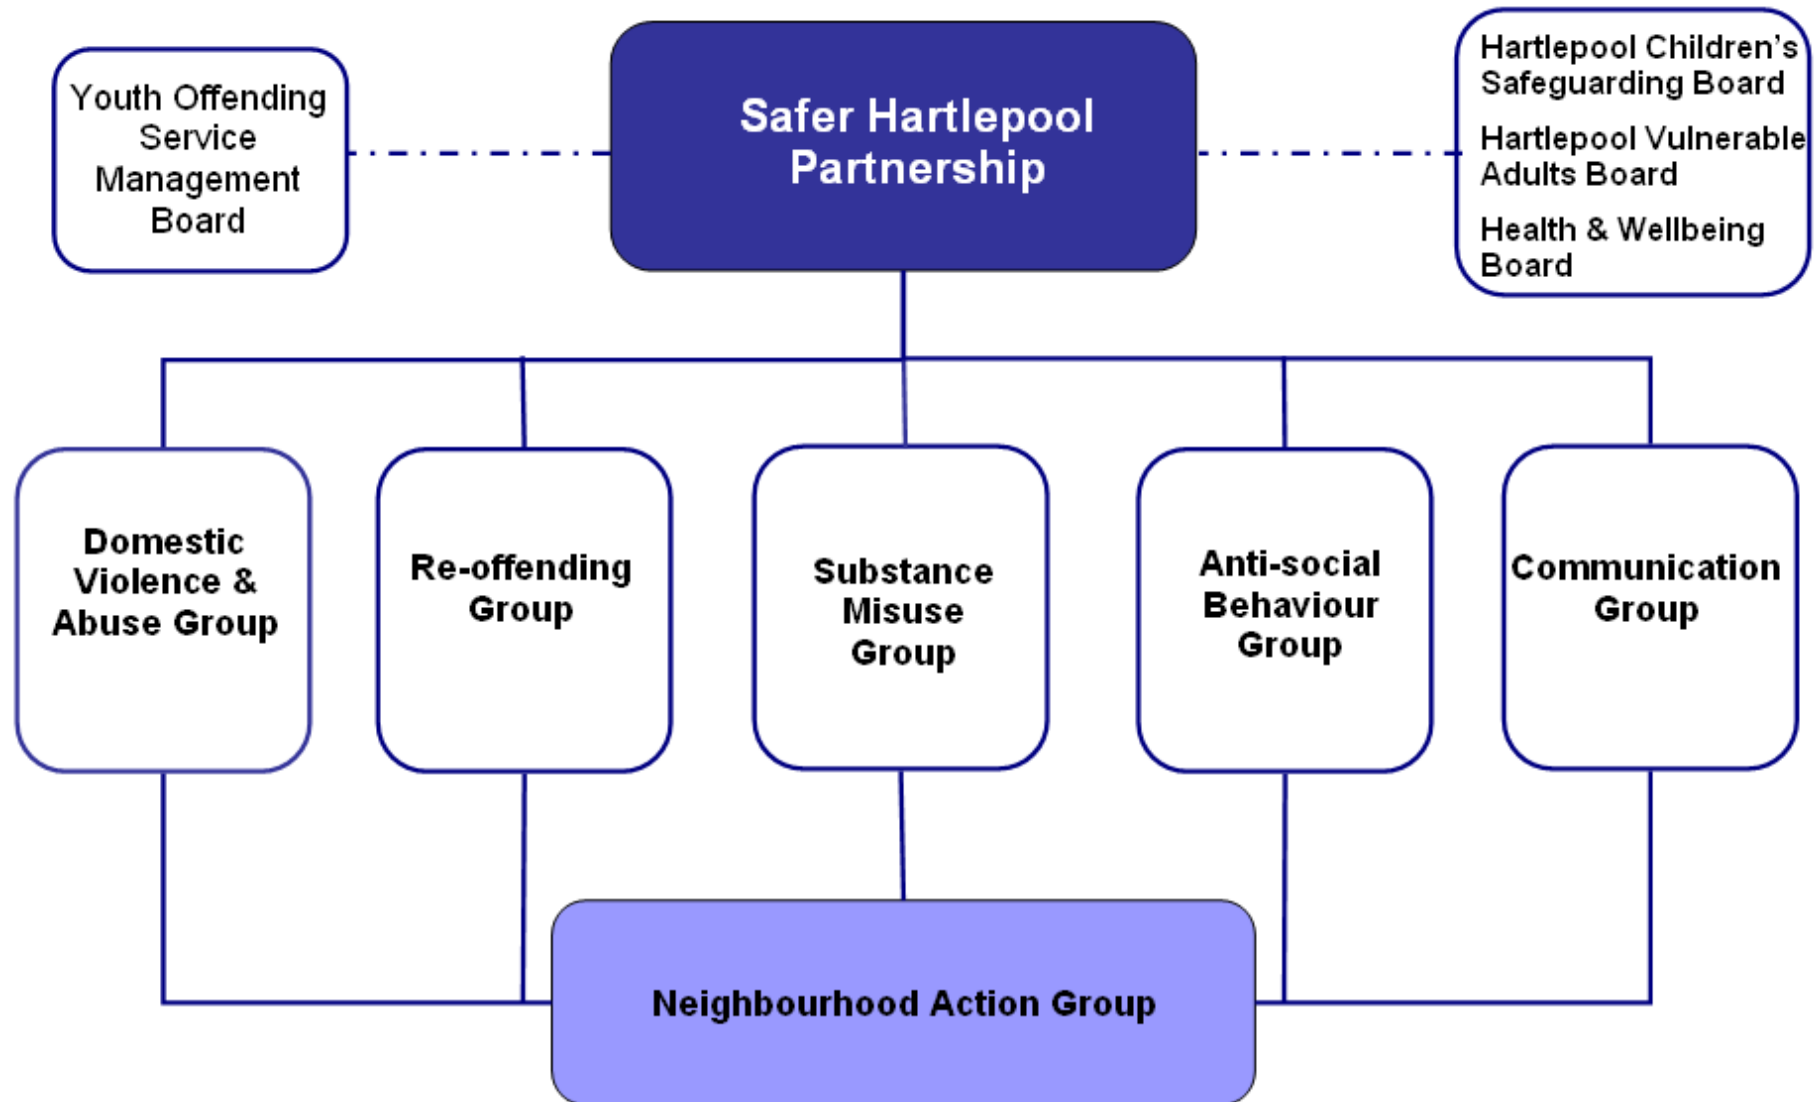 Youth Offending
Service
Management
Board
Safer Hartlepool
Partnership
Hartlepool Children's
Safeguarding Board
Hartlepool Vulnerable
Adults Board
Health & Wellbeing
Board
Domestic
Violence &
Abuse Group
Re-offending
Group
Substance
Misuse
Group
Anti-social
Behaviour
Group
Communication
Group
Neighbourhood Action Group